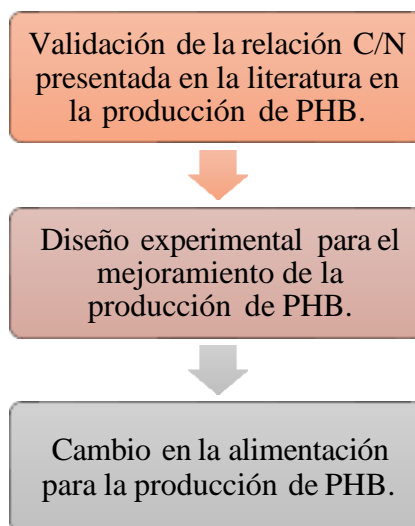 Validación de la relación C/N
presentada en la literatura en
la producción de PHB.
Diseño experimental para el
mejoramiento de la
producción de PHB.
Cambio en la alimentación
para la producción de PHB.